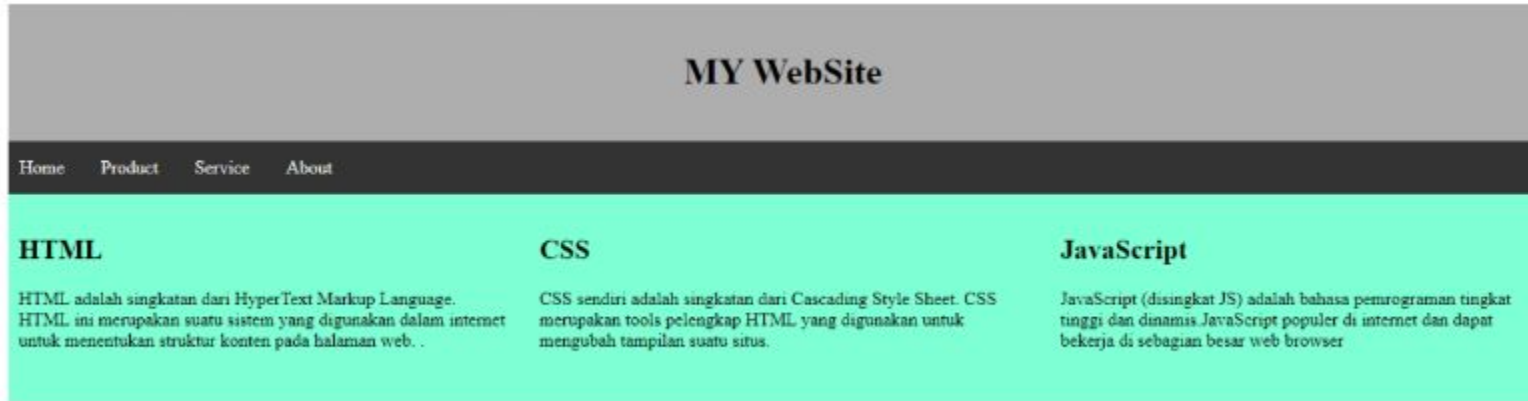 MY WebSite
Home Product Service About
HTML
HTML adalah singkatan dari HyperText Markup Language.
HTML ini merupakan suatu sistem yang digunakan dalam internet
untuk menentukan struktur konten pada halaman web. .
CSS
CSS sendiri adalah singkatan dari Cascading Style Sheet. CSS
merupakan tools pelengkap HTML yang digunakan untuk
mengubah tampilan suatu situs.
JavaScript
JavaScript (disingkat JS) adalah bahasa pemrograman tingkat
tinggi dan dinamis.JavaScript populer di internet dan dapat
bekerja di sebagian besar web browser